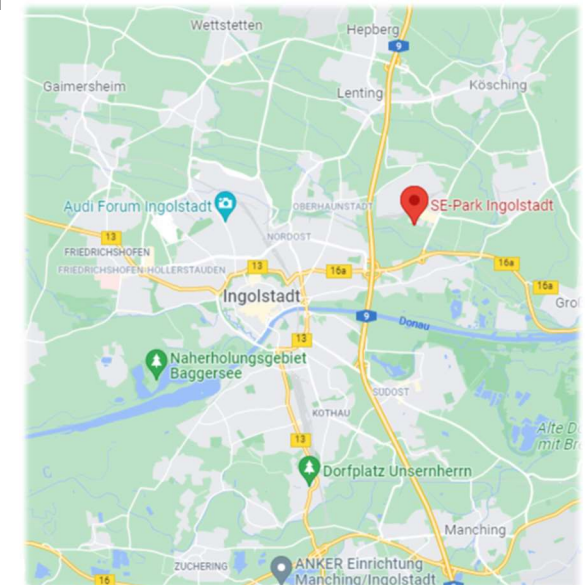 Wettstetten
Hepberg
9
Lenting
Gaimersheim
Kösching
Audi Forum Ingolstadt
OBERHAUNSTADT
SE-Park Ingolstadt
13
NORDOST
FRIEDRICHSHOFEN
FRIEDRICHSHOFEN-HOLLERSTAUDEN
13
16a
16a
16a
Ingolstadt
9
Donau
13
Naherholungsgebiet
Baggersee
SÜDOST
KOTHAU
Alte
13
mit
Dorfplatz Unsernherrn
Manching
ZUCHERING
ANKER Einrichtung
Manching/Ingolstadt
16